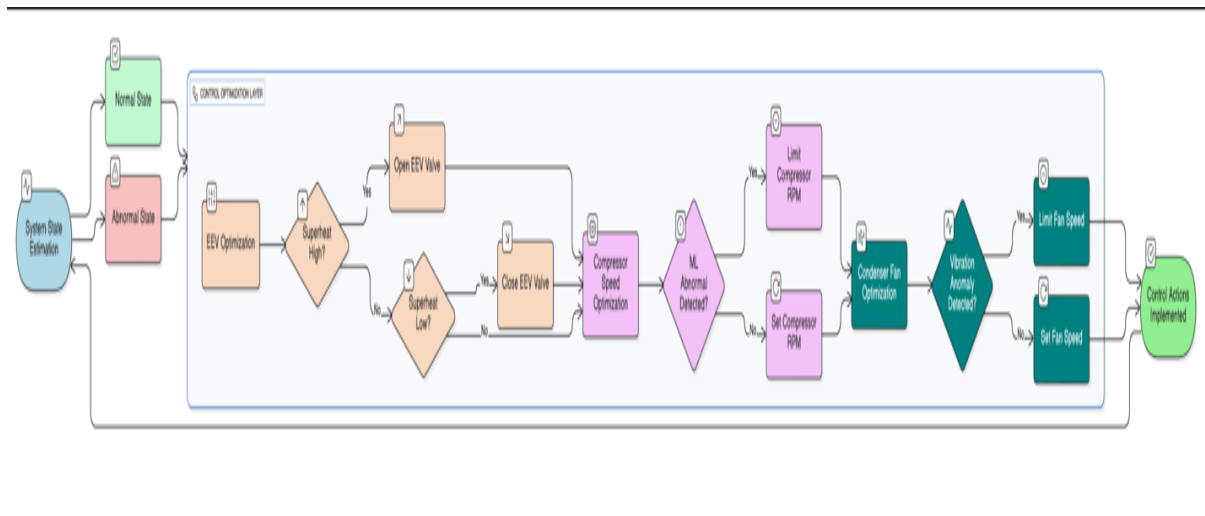 Normal State
CONTROL OPTIMIZATION LAYER
Open EEV Valve
Limit
Compressor
RPM
Yes
Yes
Abnormal State
System State
Estimation
EEV Optimization
Superheat
High?
Yes
Limit Fan Speed
No
Superheat
Low?
Yes
Close EEV Valve
No
Compressor
Speed
Optimization
ML
Abnormal
Detected?
No
Set Compressor
RPM
Condenser Fan
Optimization
Vibration
Anomaly
Detected?
No
Set Fan Speed
Control Actions
Implemented